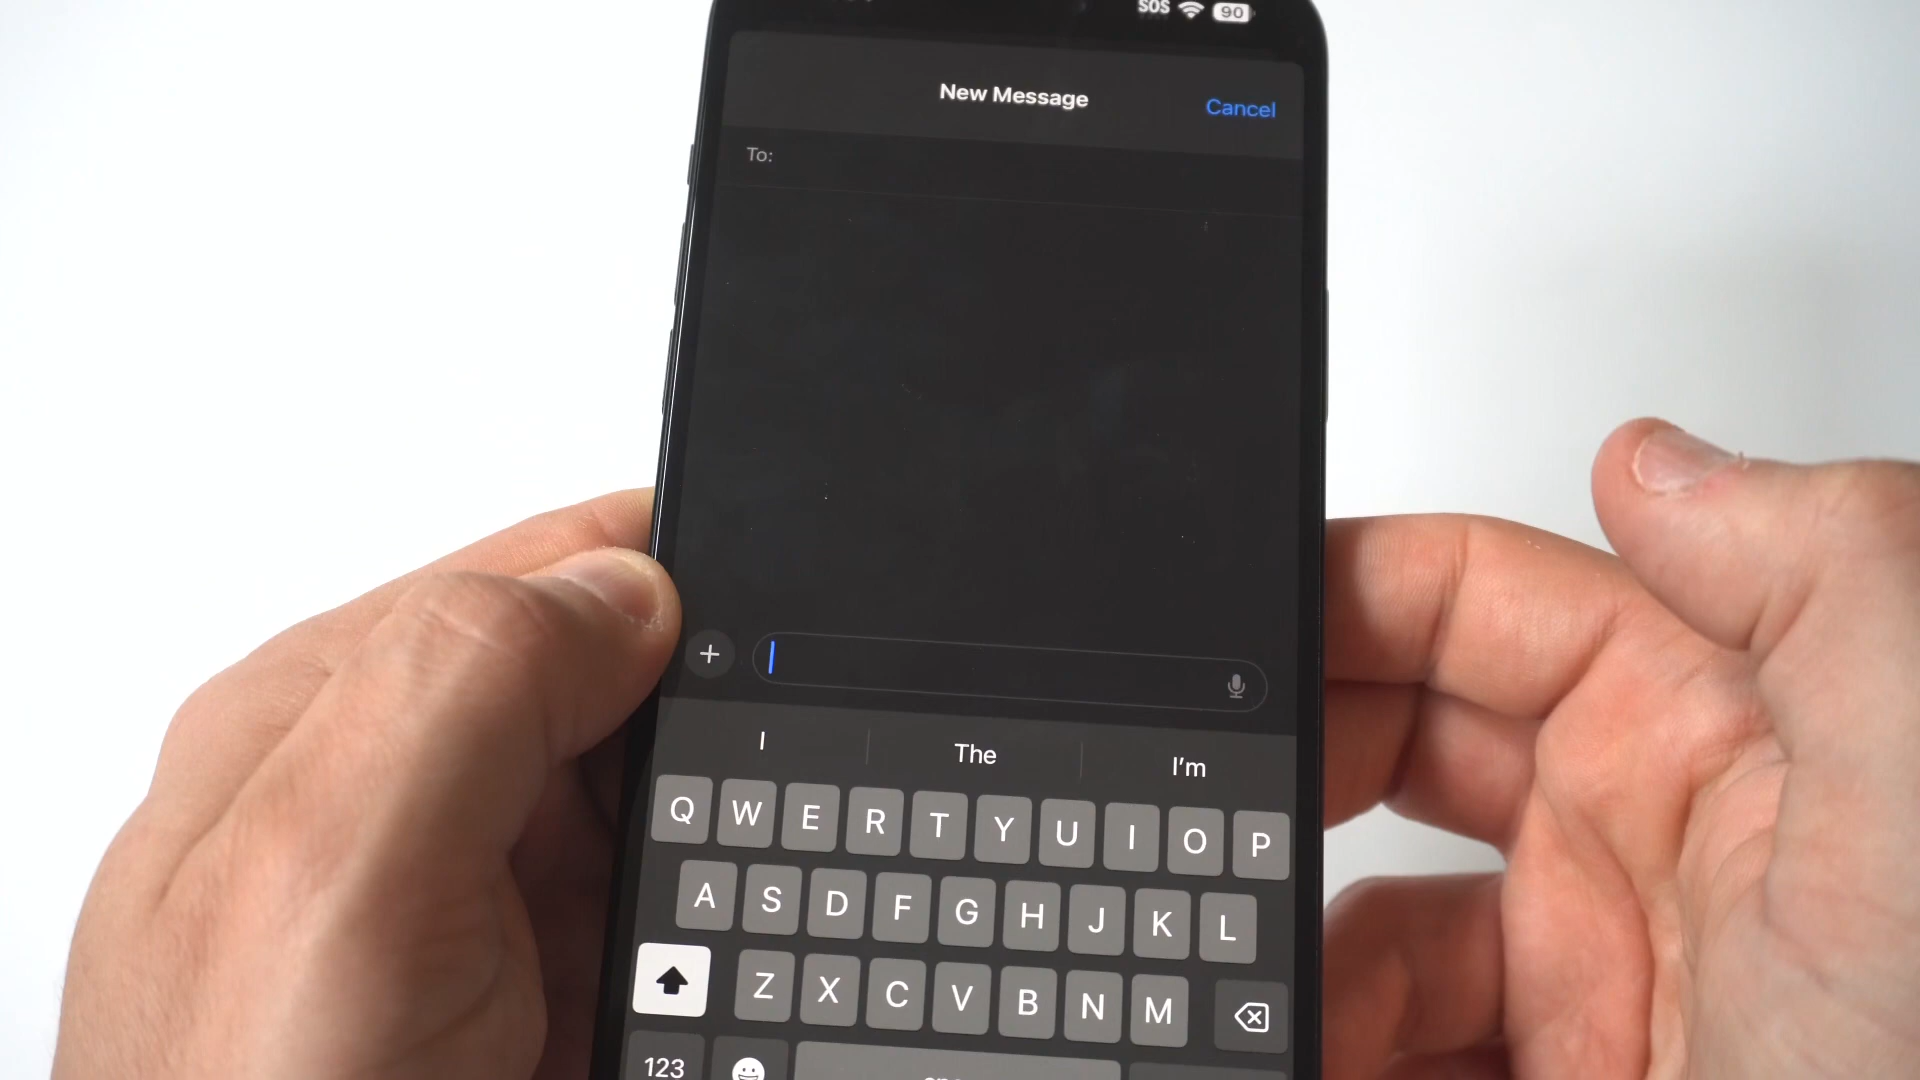 SOS 90
New Message
Cancel
To:
I The I'm
Q W E R T Y U I O P
A S D F G H J K L
Z X C V B N M
123